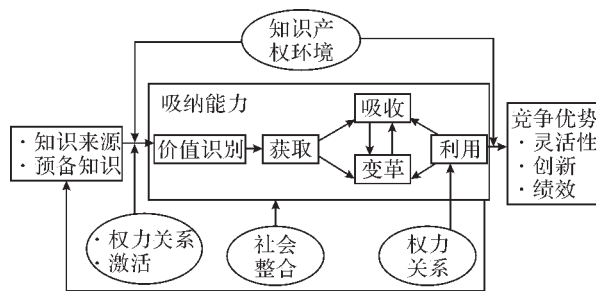 知识产
权环境
吸纳能力
吸收
竞争优势
· 知识来源
· 预备知识
价值识别
获取
变革
利用
· 灵活性
· 创新
· 绩效
· 权力关系
· 激活
社会
整合
权力
关系